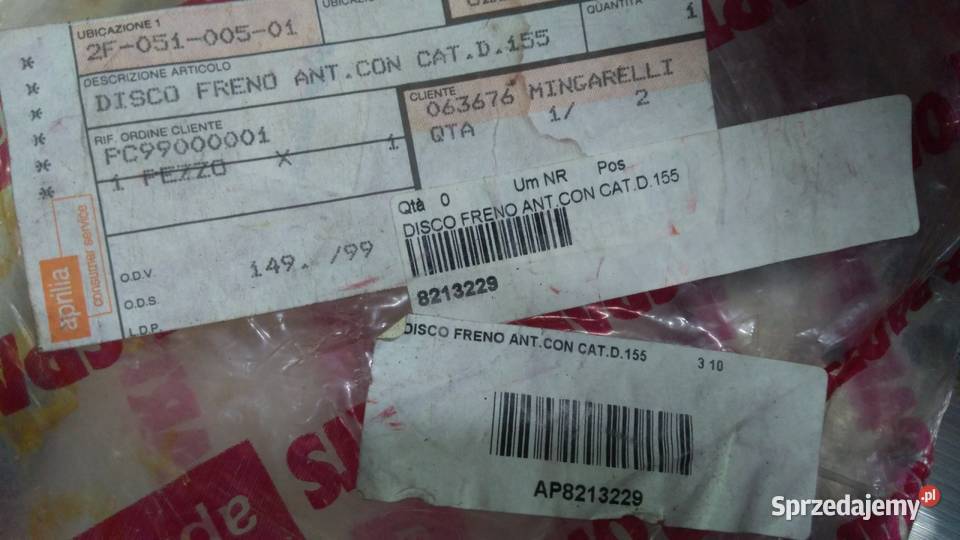 UBICAZIONE 1
2F-051-005-01
QUANTITÀ
1
DESCRIZIONE ARTICOLO
DISCO FRENO ANT.CON CAT.D.155
RIF. ORDINE CLIENTE
PC99000001
1 PEZZO X 1
CLIENTE
063676 MINGARELLI
QTA 1/ 2
O.D.V. 149. /99
O.D.S.
L.D.P.
aprilia
consumer service
Qtà 0 Um NR Pos
DISCO FRENO ANT.CON CAT.D.155
8213229
DISCO FRENO ANT.CON CAT.D.155 3 10
AP8213229
Sprzedajemy.pl